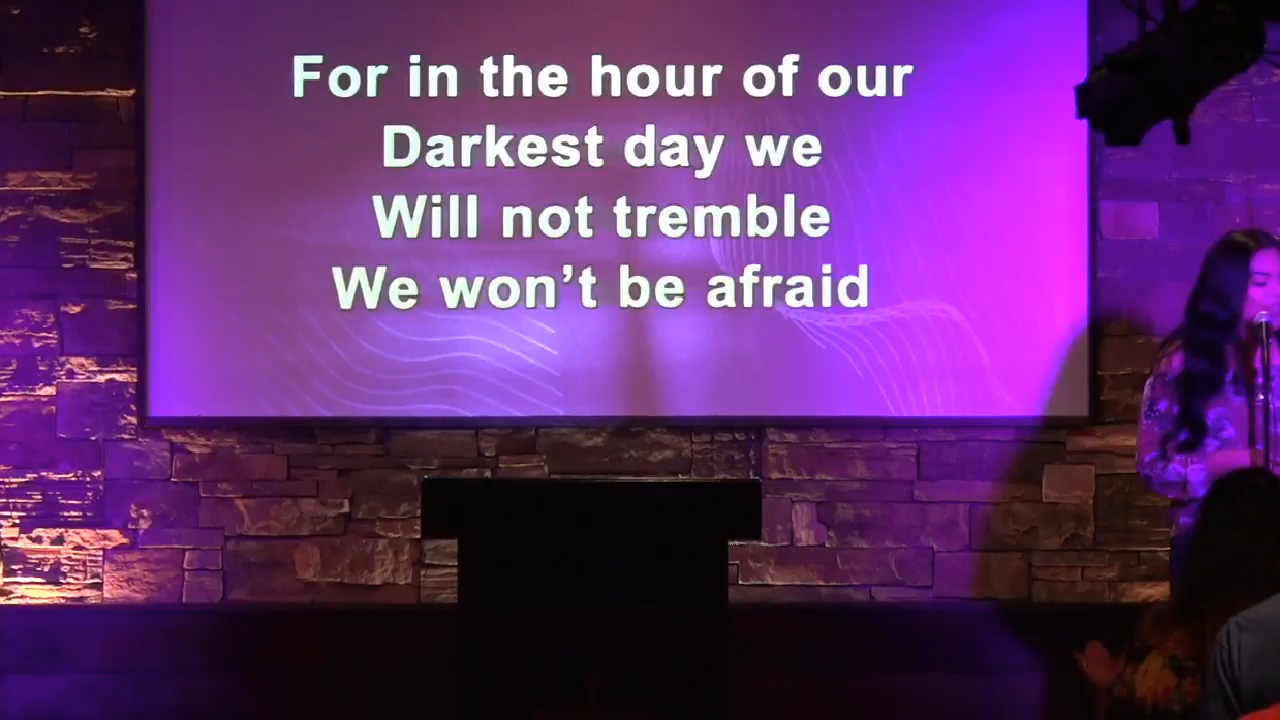 For in the hour of our
Darkest day we
Will not tremble
We won’t be afraid